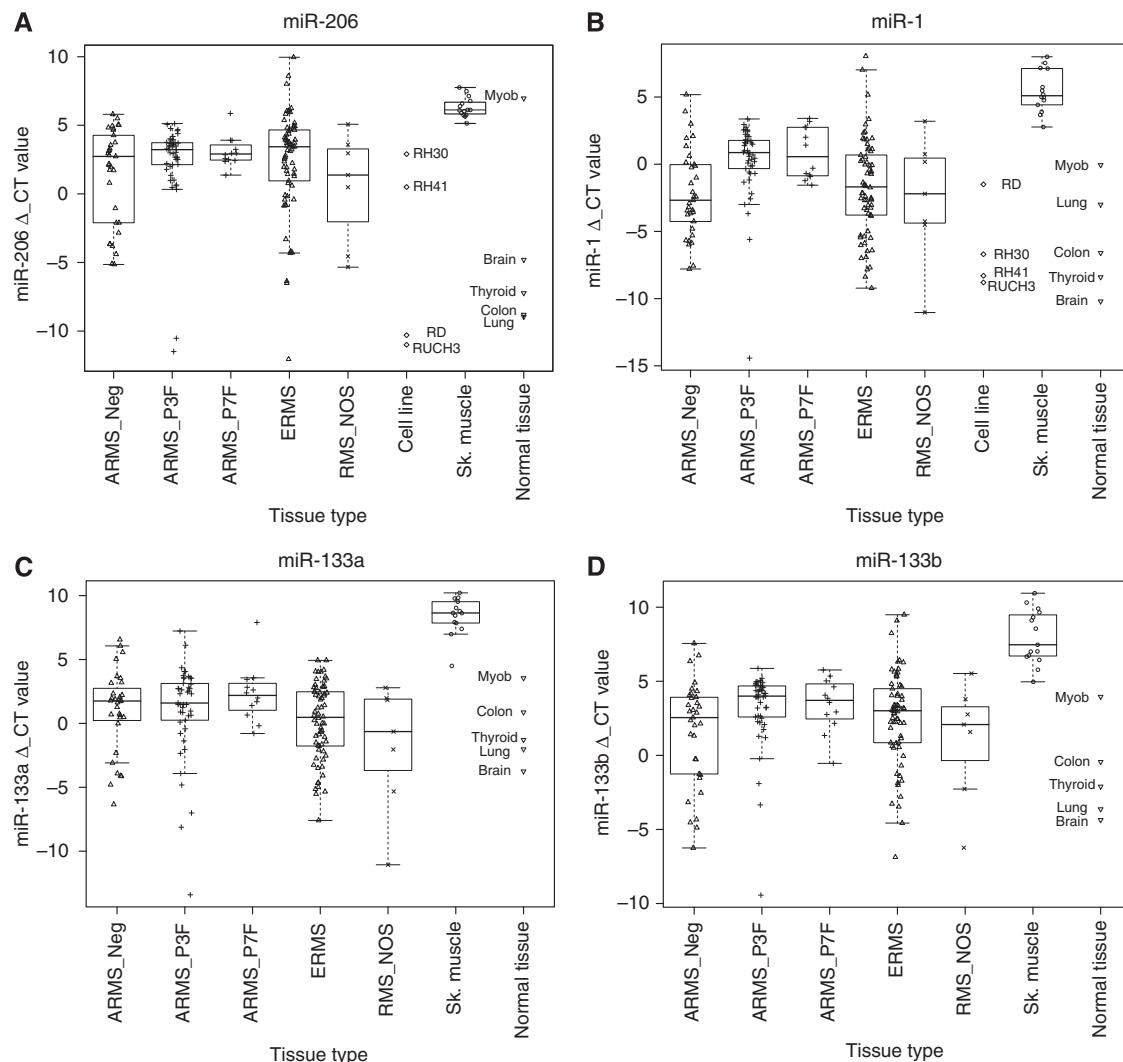 A
miR-206
miR-206 Δ_CT value
10
5
0
−5
−10
Myob
RH30
RH41
Brain
Thyroid
Colon
Lung
RD
RUCH3
ARMS_Neg
ARMS_P3F
ARMS_P7F
ERMS
RMS_NOS
Cell line
Sk. muscle
Normal tissue
Tissue type
B
miR-1
miR-1 Δ_CT value
5
0
−5
−10
−15
Myob
RD
Lung
Colon
RH30
RH41
Thyroid
RUCH3
Brain
ARMS_Neg
ARMS_P3F
ARMS_P7F
ERMS
RMS_NOS
Cell line
Sk. muscle
Normal tissue
Tissue type
C
miR-133a
miR-133a Δ_CT value
10
5
0
−5
−10
Myob
Colon
Thyroid
Lung
Brain
ARMS_Neg
ARMS_P3F
ARMS_P7F
ERMS
RMS_NOS
Sk. muscle
Normal tissue
Tissue type
D
miR-133b
miR-133b Δ_CT value
10
5
0
−5
−10
Myob
Colon
Thyroid
Lung
Brain
ARMS_Neg
ARMS_P3F
ARMS_P7F
ERMS
RMS_NOS
Sk. muscle
Normal tissue
Tissue type